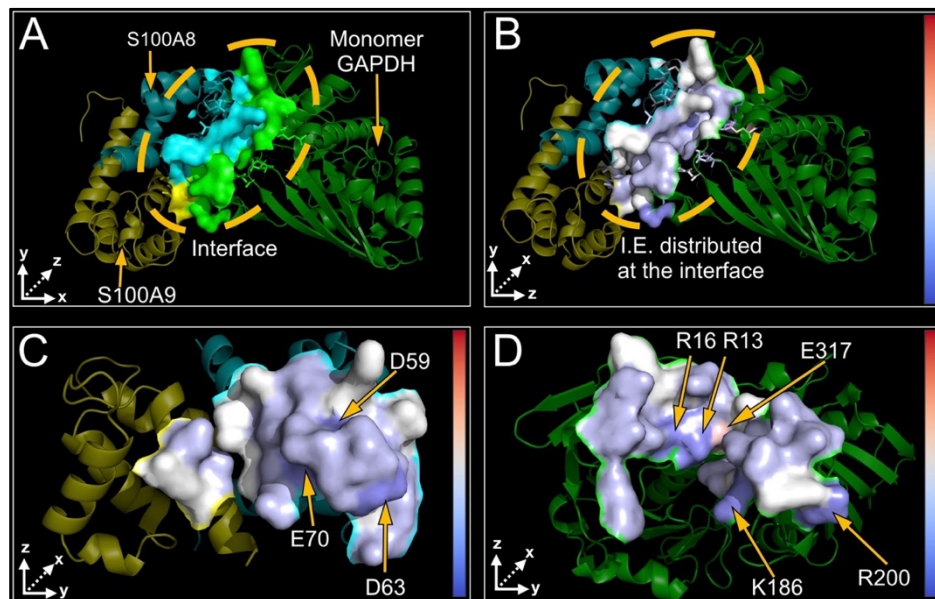 A
S100A8
Monomer
GAPDH
Interface
S100A9
y
z
x
B
I.E. distributed
at the interface
y
x
z
C
D59
E70
D63
z
x
y
D
R16 R13
E317
K186
R200
z
x
y